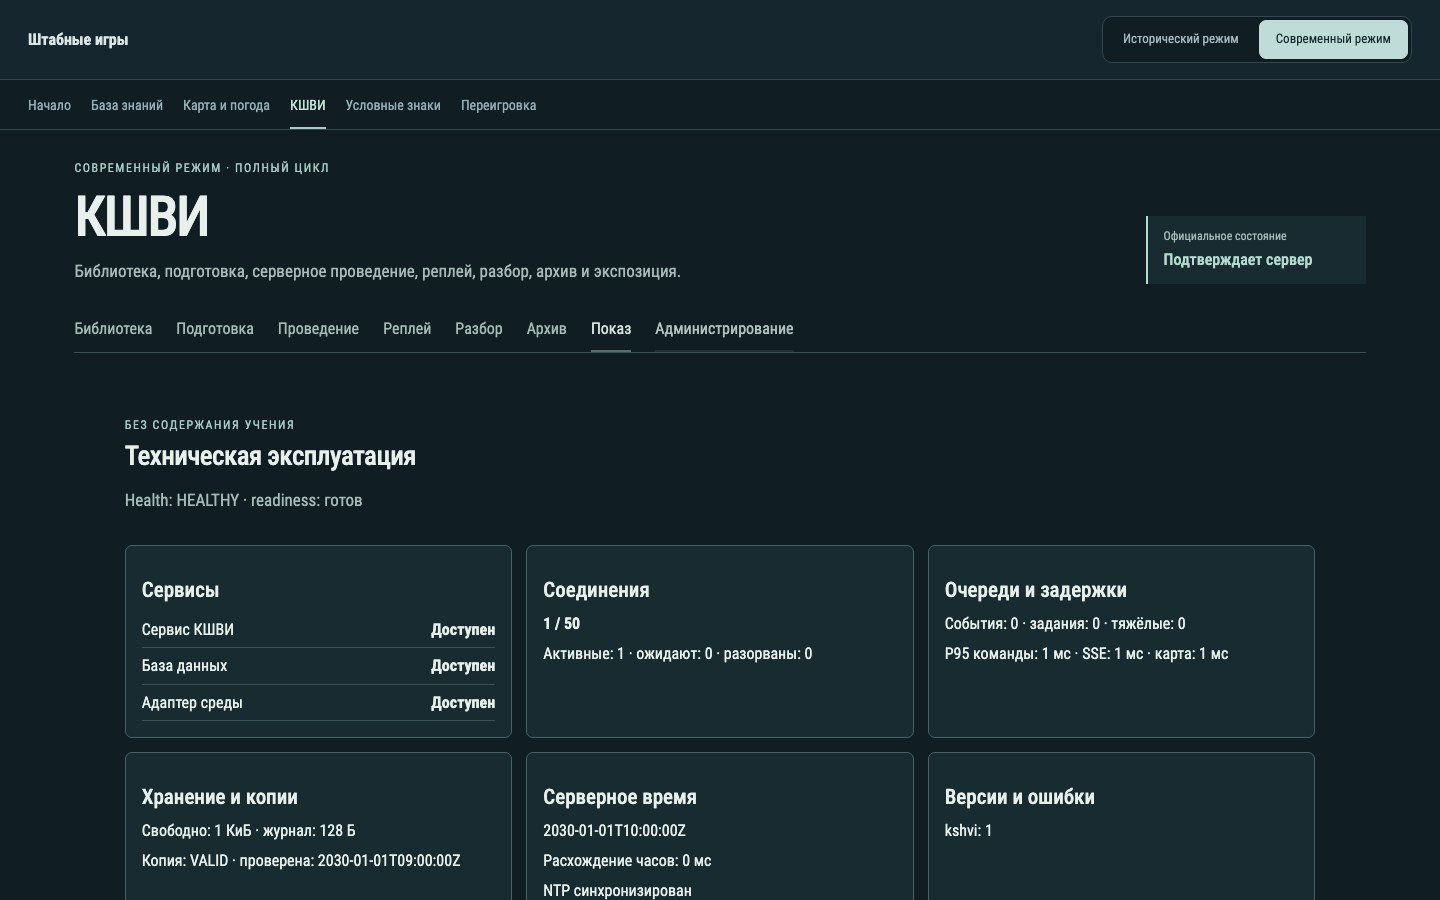 Штабные игры
Исторический режим
Современный режим
Начало
База знаний
Карта и погода
КШВИ
Условные знаки
Переигровка
СОВРЕМЕННЫЙ РЕЖИМ · ПОЛНЫЙ ЦИКЛ
КШВИ
Библиотека, подготовка, серверное проведение, реплей, разбор, архив и экспозиция.
Официальное состояние
Подтверждает сервер
Библиотека
Подготовка
Проведение
Реплей
Разбор
Архив
Показ
Администрирование
БЕЗ СОДЕРЖАНИЯ УЧЕНИЯ
Техническая эксплуатация
Health: HEALTHY · readiness: готов
Сервисы
Сервис КШВИ Доступен
База данных Доступен
Адаптер среды Доступен
Соединения
1 / 50
Активные: 1 · ожидают: 0 · разорваны: 0
Очереди и задержки
События: 0 · задания: 0 · тяжёлые: 0
P95 команды: 1 мс · SSE: 1 мс · карта: 1 мс
Хранение и копии
Свободно: 1 КиБ · журнал: 128 Б
Копия: VALID · проверена: 2030-01-01T09:00:00Z
Серверное время
2030-01-01T10:00:00Z
Расхождение часов: 0 мс
NTP синхронизирован
Версии и ошибки
kshvi: 1